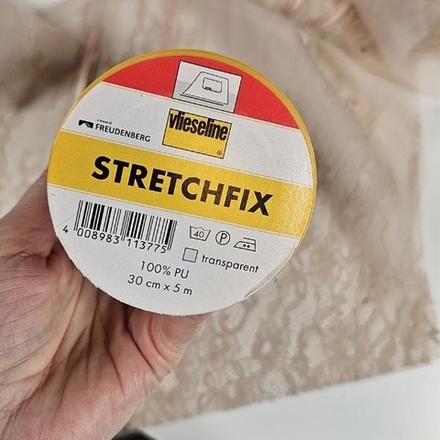 vlieseline
®
a brand of
FREUDENBERG
STRETCHFIX
4 008983 113775
40 P
transparent
100% PU
30 cm x 5 m